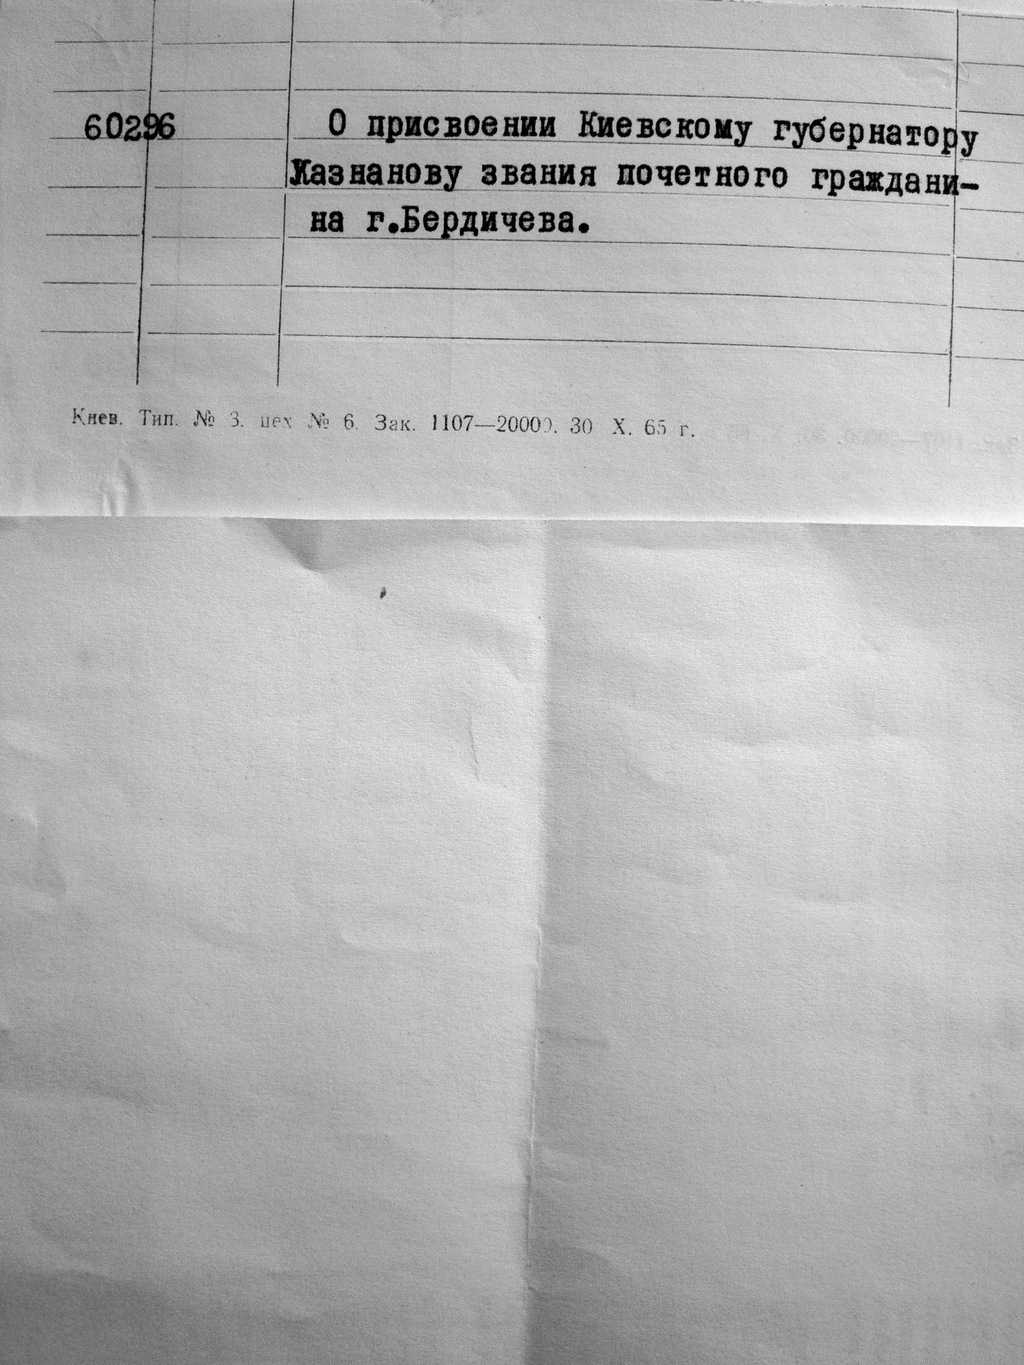 60296 О присвоении Киевскому губернатору
Казнанову звания почетного граждани-
на г.Бердичева.
Киев. Тип. № 3. цех № 6. Зак. 1107—20000. 30 X. 65 г.